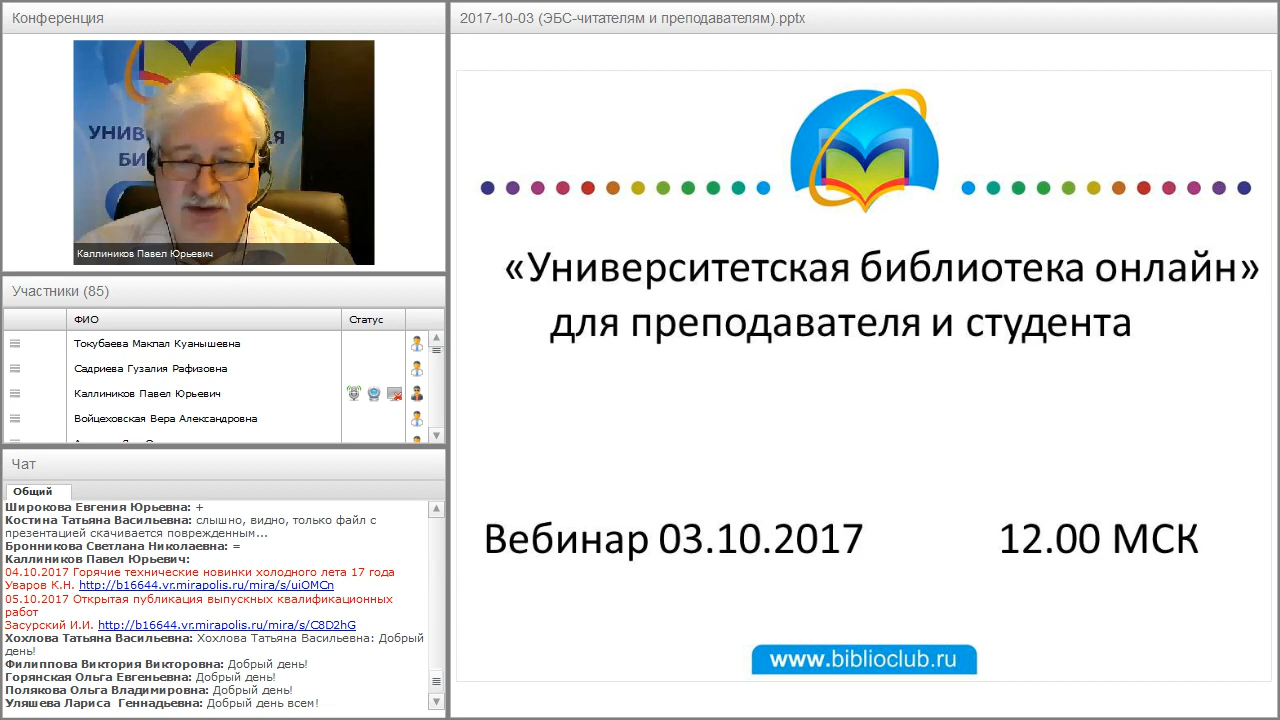 Конференция
УНИВ
АЯ
БИ
Каллиников Павел Юрьевич
Участники (85)
ФИО
Статус
Токубаева Макпал Куанышевна
Садриева Гузалия Рафизовна
Каллиников Павел Юрьевич
Войцеховская Вера Александровна
Чат
Общий
Широкова Евгения Юрьевна: +
Костина Татьяна Васильевна: слышно, видно, только файл с
презентацией скачивается поврежденным...
Бронникова Светлана Николаевна: =
Каллиников Павел Юрьевич:
04.10.2017 Горячие технические новинки холодного лета 17 года
Уваров К.Н. http://b16644.vr.mirapolis.ru/mira/s/uiOMCn
05.10.2017 Открытая публикация выпускных квалификационных
работ
Засурский И.И. http://b16644.vr.mirapolis.ru/mira/s/C8D2hG
Хохлова Татьяна Васильевна: Хохлова Татьяна Васильевна: Добрый
день!
Филиппова Виктория Викторовна: Добрый день!
Горянская Ольга Евгеньевна: Добрый день!
Полякова Ольга Владимировна: Добрый день!
Уляшева Лариса Геннадьевна: Добрый день всем!
2017-10-03 (ЭБС-читателям и преподавателям).pptx
«Университетская библиотека онлайн»
для преподавателя и студента
Вебинар 03.10.2017 12.00 МСК
www.biblioclub.ru